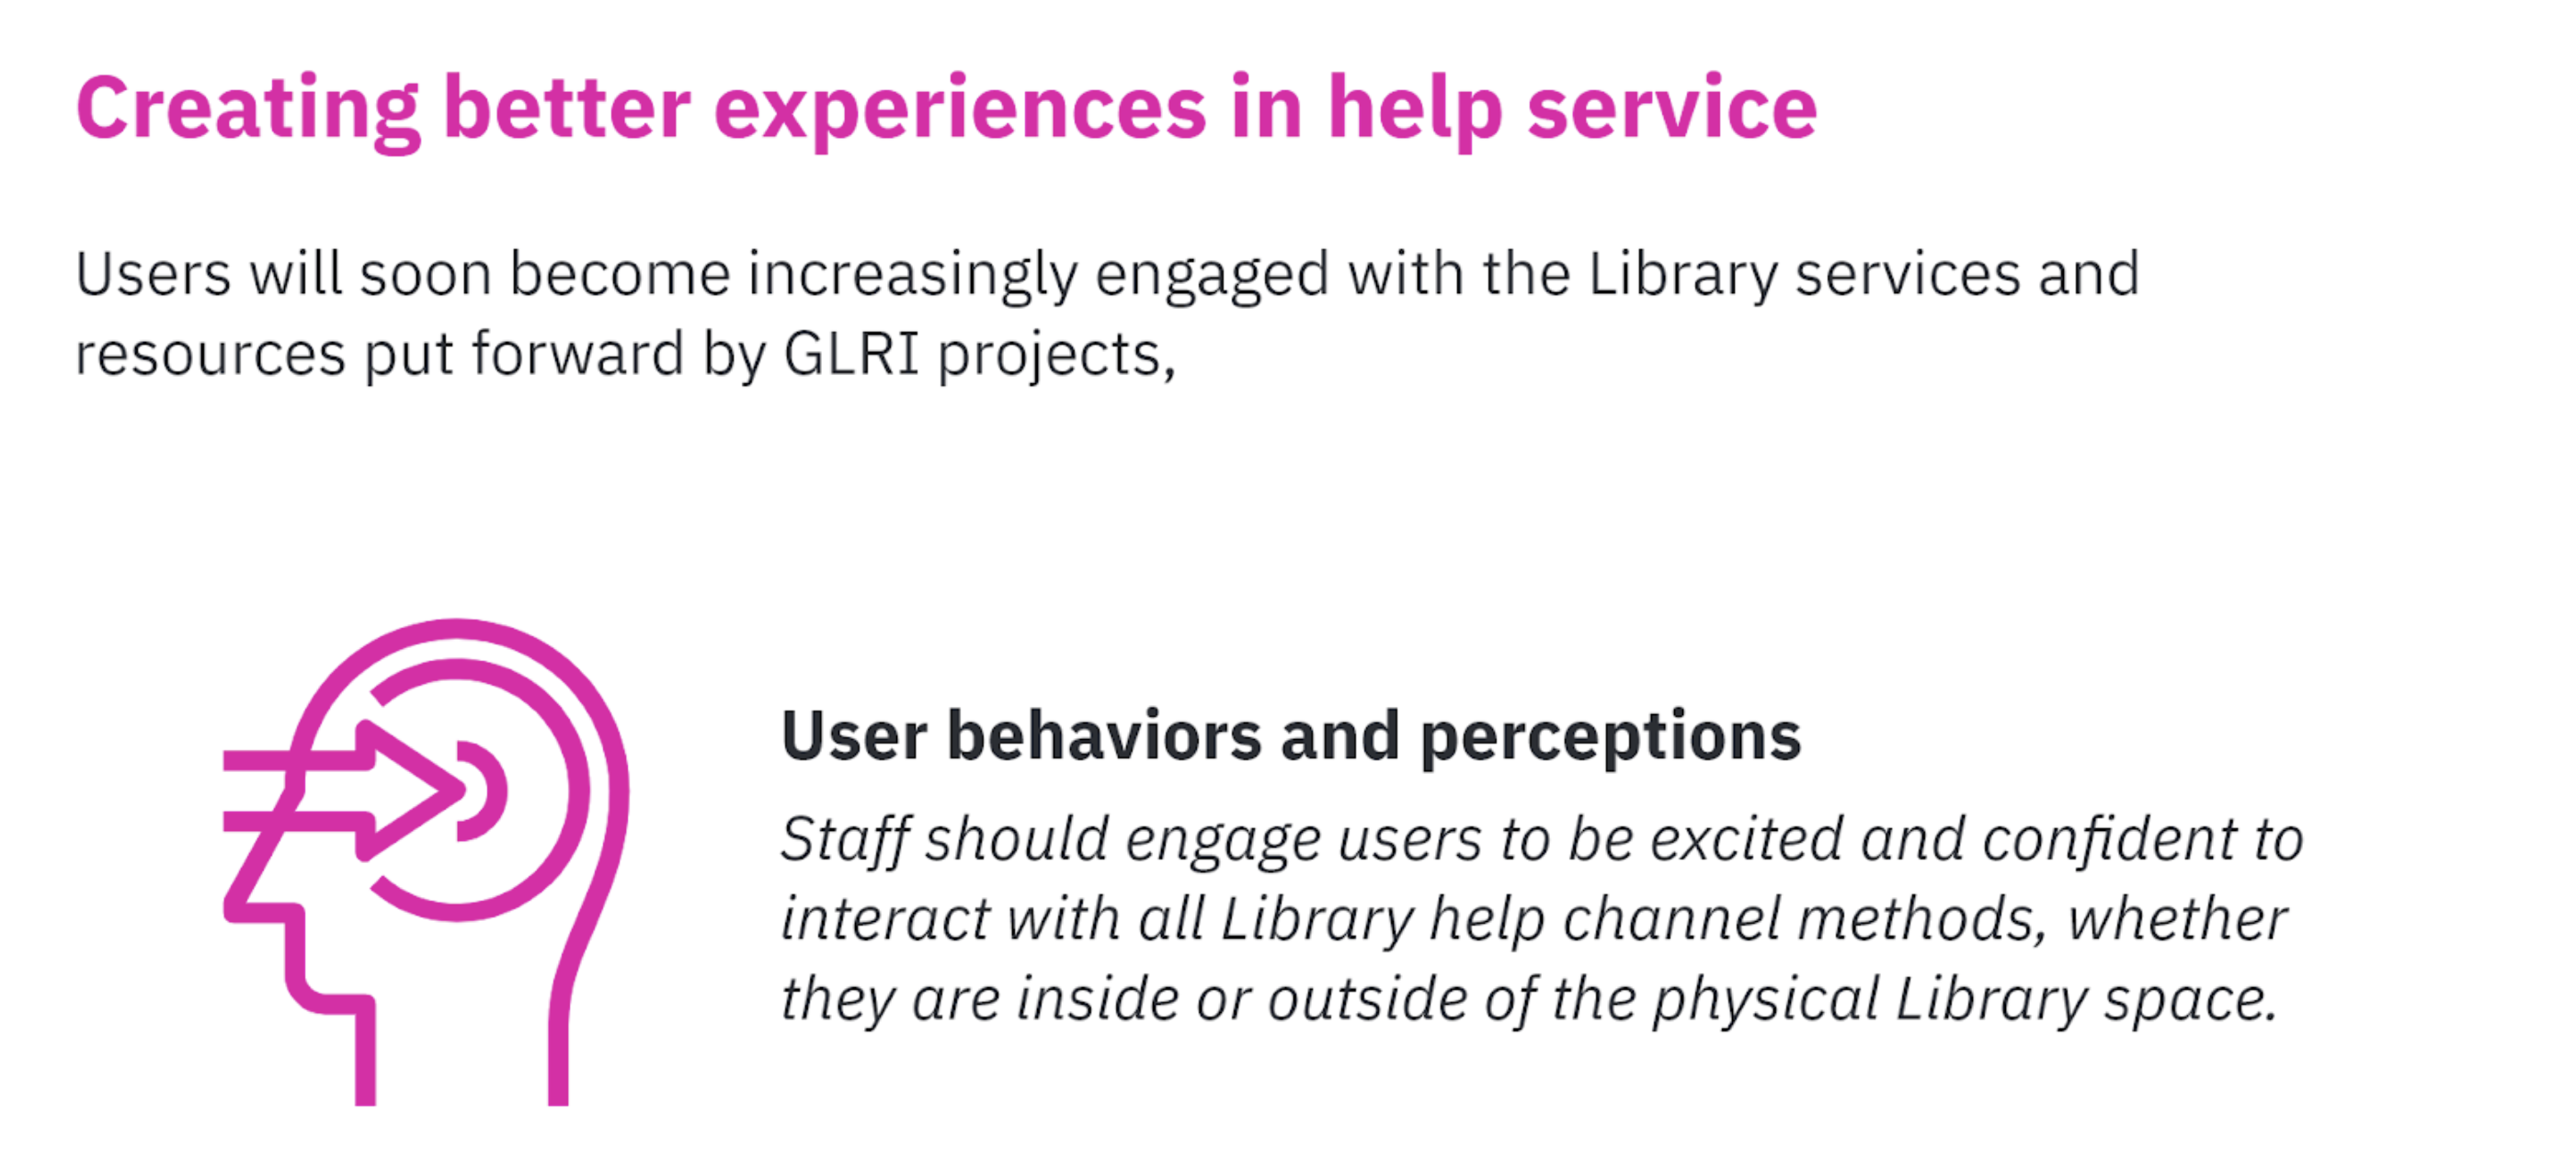 Creating better experiences in help service
Users will soon become increasingly engaged with the Library services and
resources put forward by GLRI projects,
User behaviors and perceptions
Staff should engage users to be excited and confident to
interact with all Library help channel methods, whether
they are inside or outside of the physical Library space.